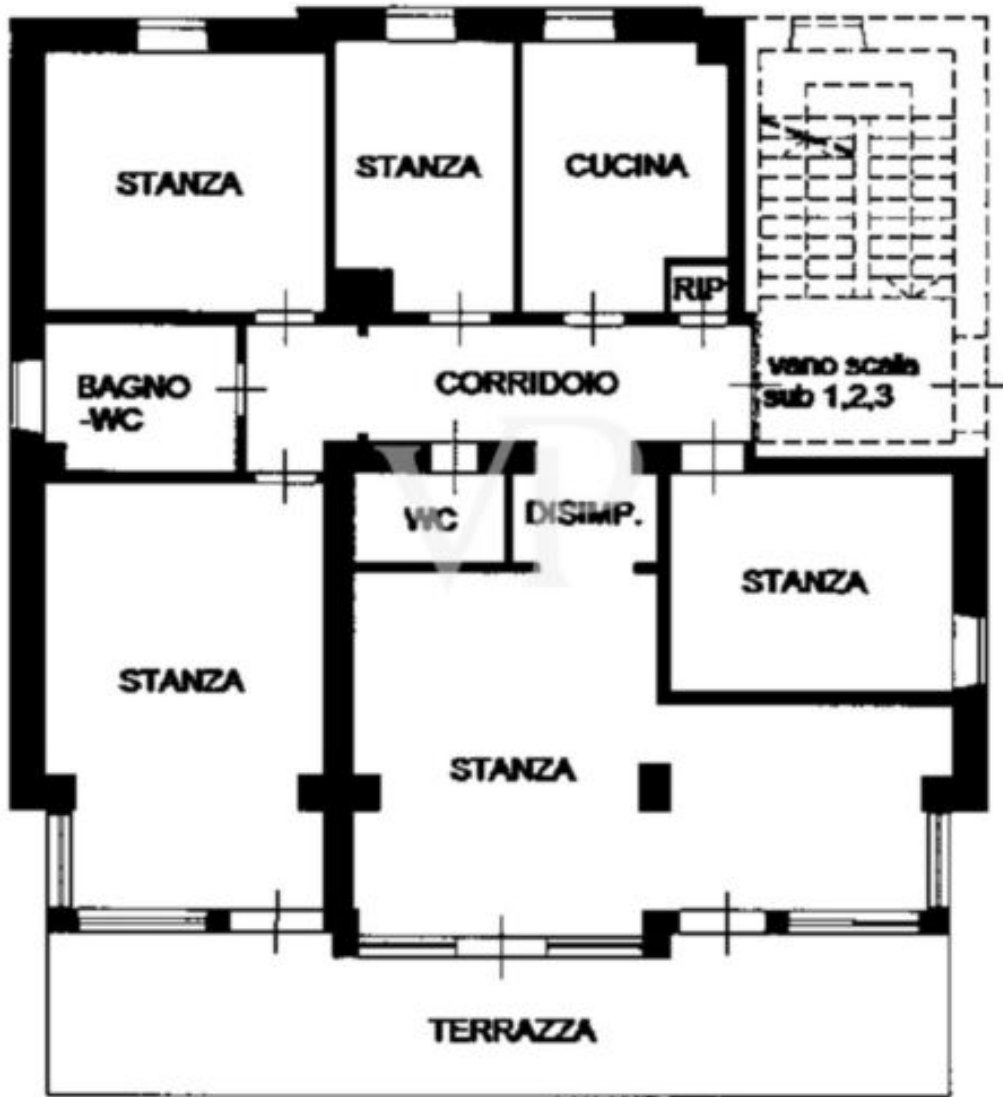 STANZA
STANZA
CUCINA
RIP
BAGNO
-WC
CORRIDOIO
vano scala
sub 1,2,3
WC
DISIMP.
STANZA
STANZA
STANZA
TERRAZZA
VP